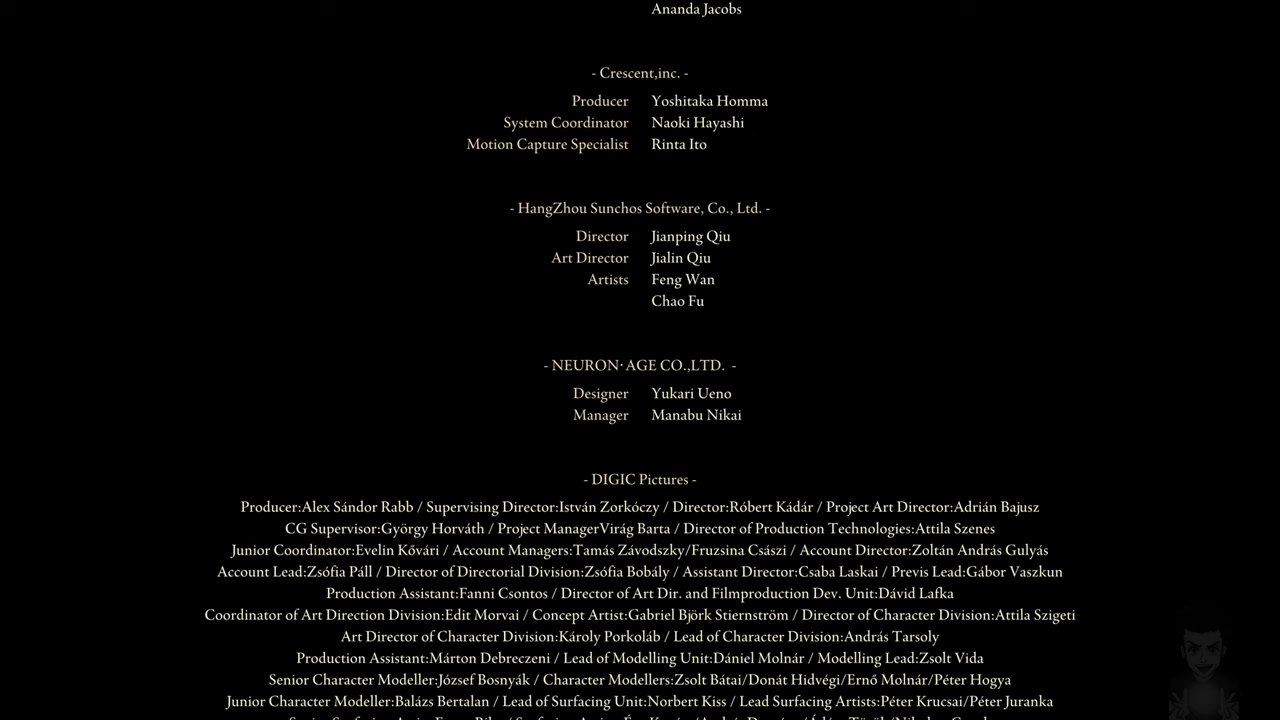 Ananda Jacobs
- Crescent,inc. -
Producer Yoshitaka Homma
System Coordinator Naoki Hayashi
Motion Capture Specialist Rinta Ito
- HangZhou Sunchos Software, Co., Ltd. -
Director Jianping Qiu
Art Director Jialin Qiu
Artists Feng Wan
Chao Fu
- NEURON·AGE CO.,LTD. -
Designer Yukari Ueno
Manager Manabu Nikai
- DIGIC Pictures -
Producer:Alex Sándor Rabb / Supervising Director:István Zorkóczy / Director:Róbert Kádár / Project Art Director:Adrián Bajusz
CG Supervisor:György Horváth / Project ManagerVirág Barta / Director of Production Technologies:Attila Szenes
Junior Coordinator:Evelin Kővári / Account Managers:Tamás Závodszky/Fruzsina Császi / Account Director:Zoltán András Gulyás
Account Lead:Zsófia Páll / Director of Directorial Division:Zsófia Bobály / Assistant Director:Csaba Laskai / Previs Lead:Gábor Vaszkun
Production Assistant:Fanni Csontos / Director of Art Dir. and Filmproduction Dev. Unit:Dávid Lafka
Coordinator of Art Direction Division:Edit Morvai / Concept Artist:Gabriel Björk Stiernström / Director of Character Division:Attila Szigeti
Art Director of Character Division:Károly Porkoláb / Lead of Character Division:András Tarsoly
Production Assistant:Márton Debreczeni / Lead of Modelling Unit:Dániel Molnár / Modelling Lead:Zsolt Vida
Senior Character Modeller:József Bosnyák / Character Modellers:Zsolt Bátai/Donát Hidvégi/Ernő Molnár/Péter Hogya
Junior Character Modeller:Balázs Bertalan / Lead of Surfacing Unit:Norbert Kiss / Lead Surfacing Artists:Péter Krucsai/Péter Juranka